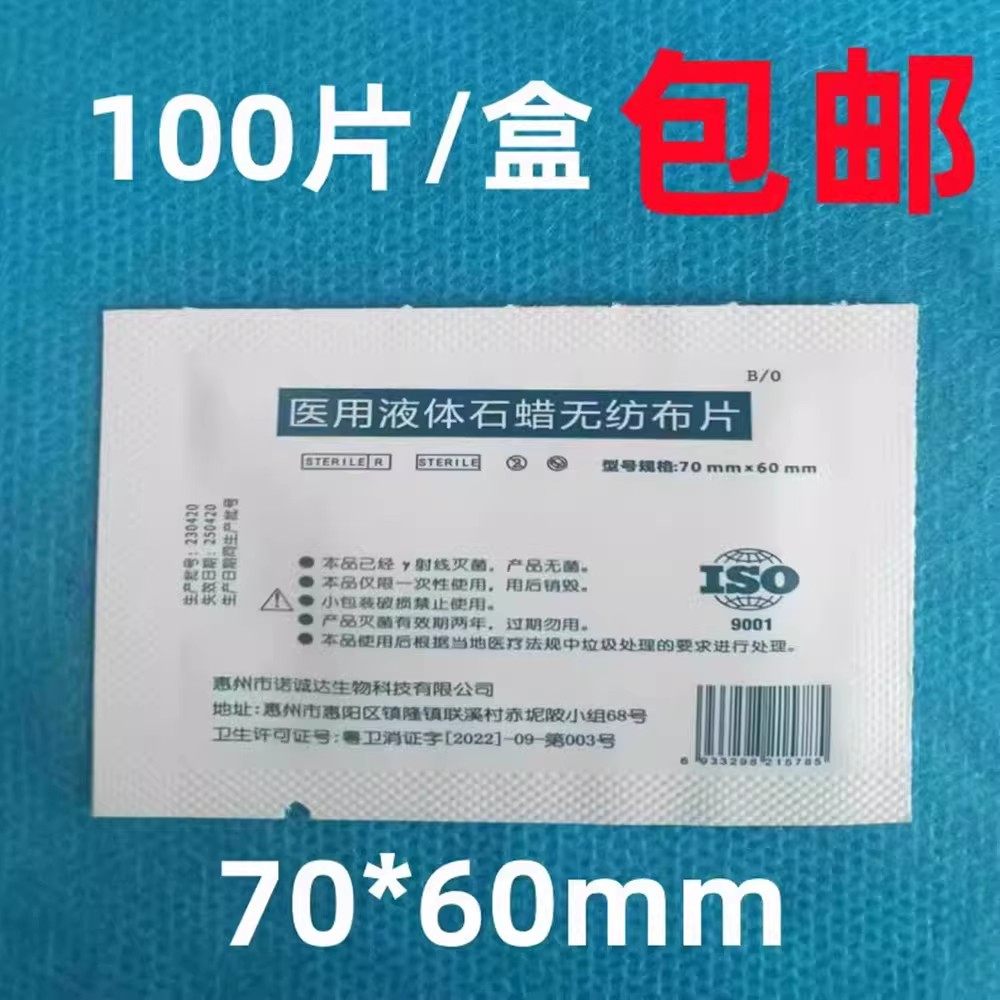 100片/盒 包邮
B/O
医用液体石蜡无纺布片
STERILE R STERILE 型号规格:70mm×60mm
生产批号：230420
失效日期：250420
生产日期同生产批号
本品已经γ射线灭菌，产品无菌。
本品仅限一次性使用，用后销毁。
小包装破损禁止使用。
产品灭菌有效期两年，过期勿用。
本品使用后根据当地医疗法规中垃圾处理的要求进行处理。
ISO
9001
惠州市诺诚达生物科技有限公司
地址：惠州市惠阳区镇隆镇联溪村赤坭陂小组68号
卫生许可证号：粤卫消证字[2022]-09-第003号
6 933298 215785
70*60mm